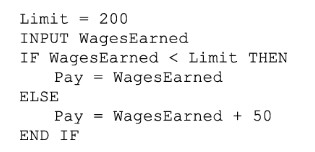 Limit = 200
INPUT WagesEarned
IF WagesEarned < Limit THEN
    Pay = WagesEarned
ELSE
    Pay = WagesEarned + 50
END IF